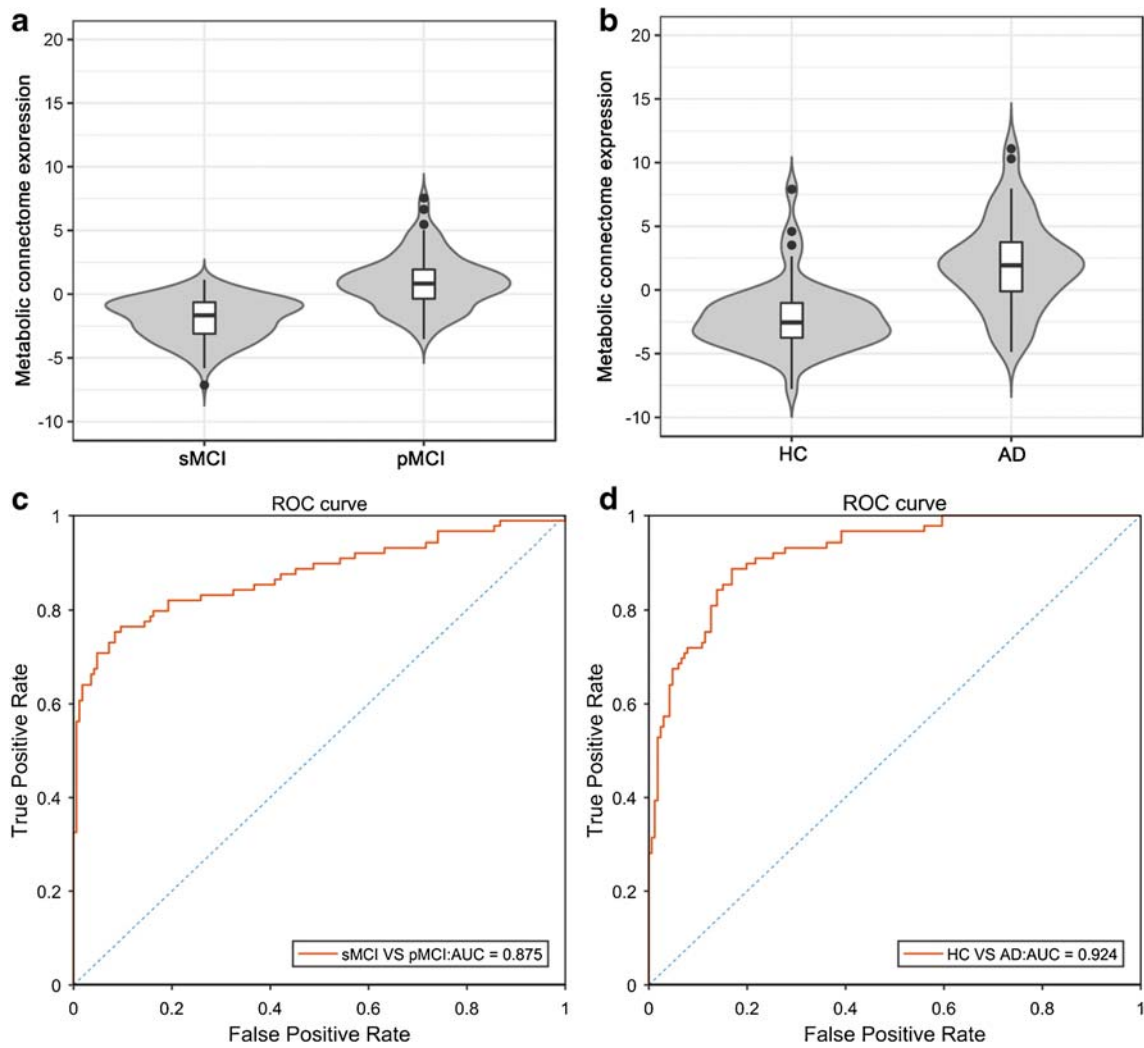 a
Metabolic connectome exoression
20
15
10
5
0
-5
-10
sMCI
pMCI
b
Metabolic connectome expression
20
15
10
5
0
-5
-10
HC
AD
c
ROC curve
True Positive Rate
1
0.8
0.6
0.4
0.2
0
0
0.2
0.4
0.6
0.8
1
sMCI VS pMCI:AUC = 0.875
False Positive Rate
d
ROC curve
True Positive Rate
1
0.8
0.6
0.4
0.2
0
0
0.2
0.4
0.6
0.8
1
HC VS AD:AUC = 0.924
False Positive Rate